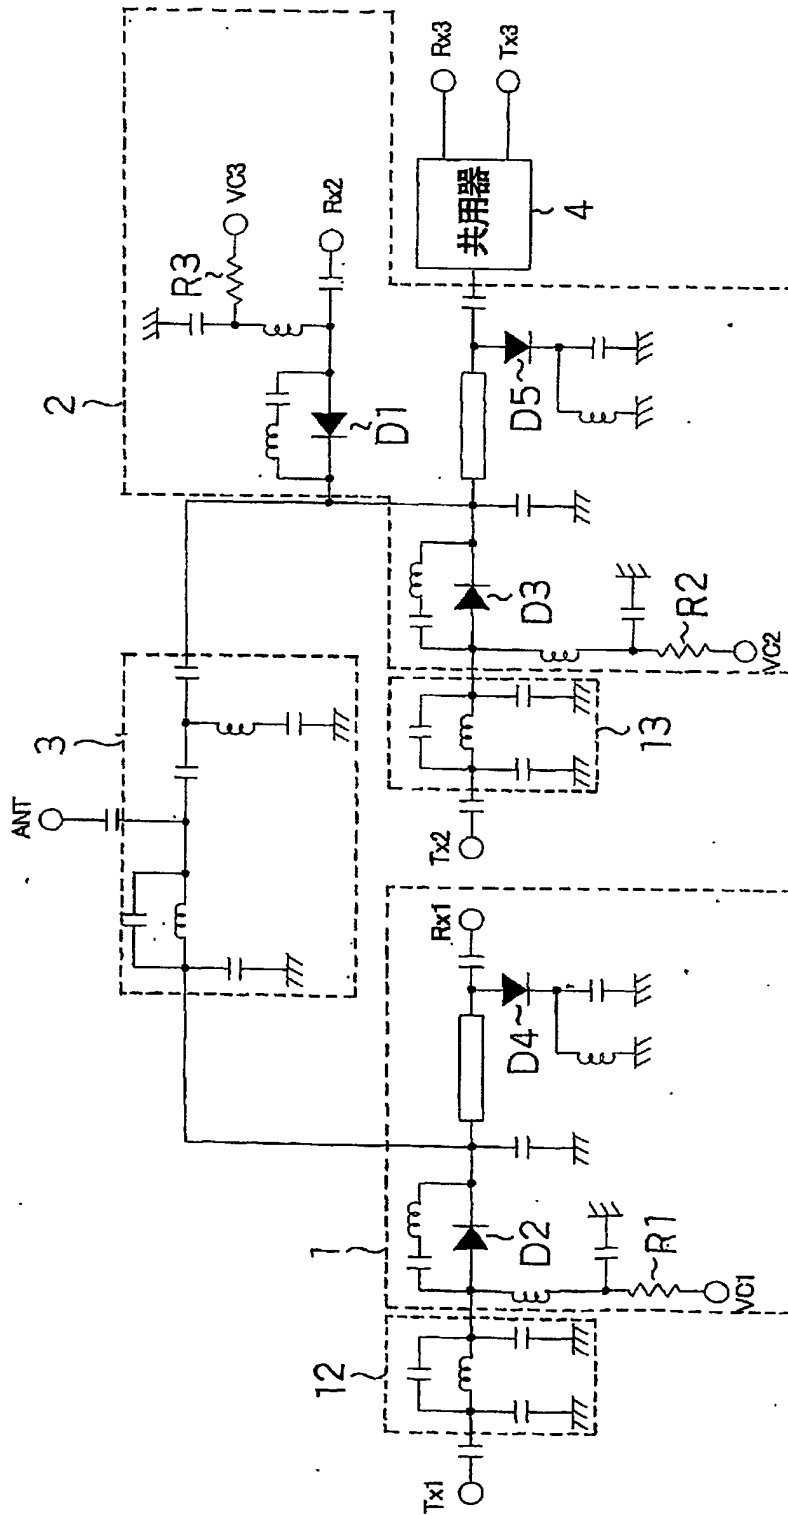 ANT
3
2
VC3
R3
Rx2
D1
Rx3
Tx3
共用器
4
D5
D3
R2
VC2
13
Tx2
Rx1
D4
1
D2
R1
VC1
12
Tx1